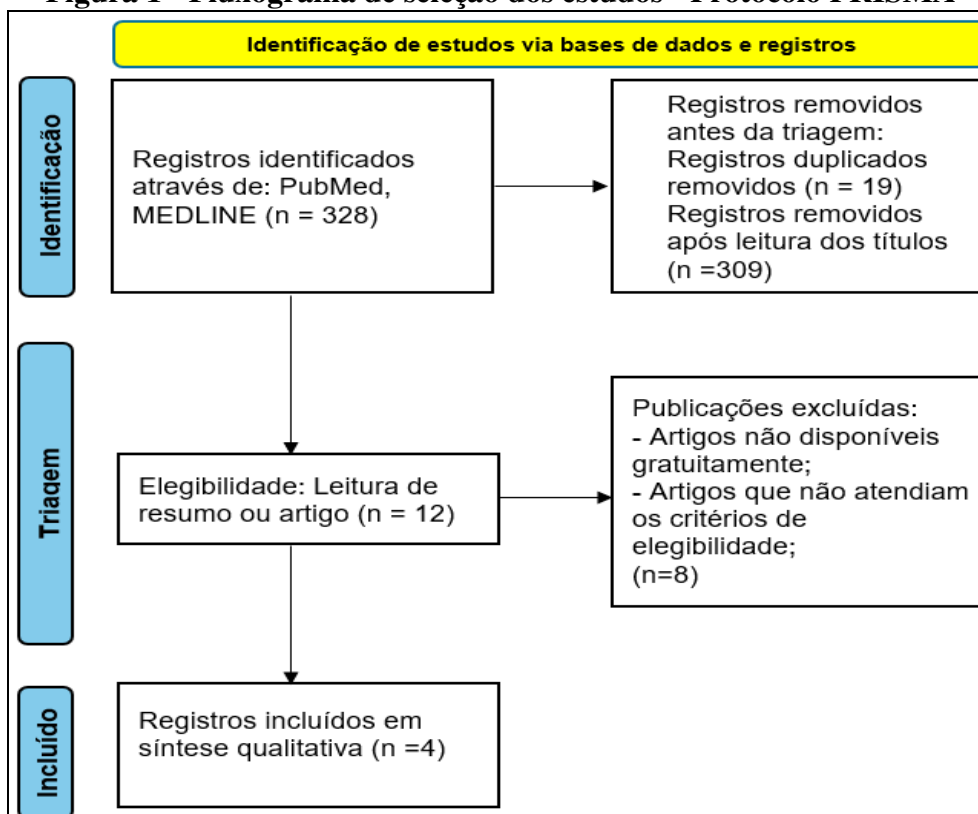 Identificação de estudos via bases de dados e registros
Identificação
Registros identificados
através de: PubMed,
MEDLINE (n = 328)
Registros removidos
antes da triagem:
Registros duplicados
removidos (n = 19)
Registros removidos
após leitura dos títulos
(n =309)
Triagem
Elegibilidade: Leitura de
resumo ou artigo (n = 12)
Publicações excluídas:
- Artigos não disponíveis
gratuitamente;
- Artigos que não atendiam
os critérios de
elegibilidade;
(n=8)
Incluído
Registros incluídos em
síntese qualitativa (n =4)